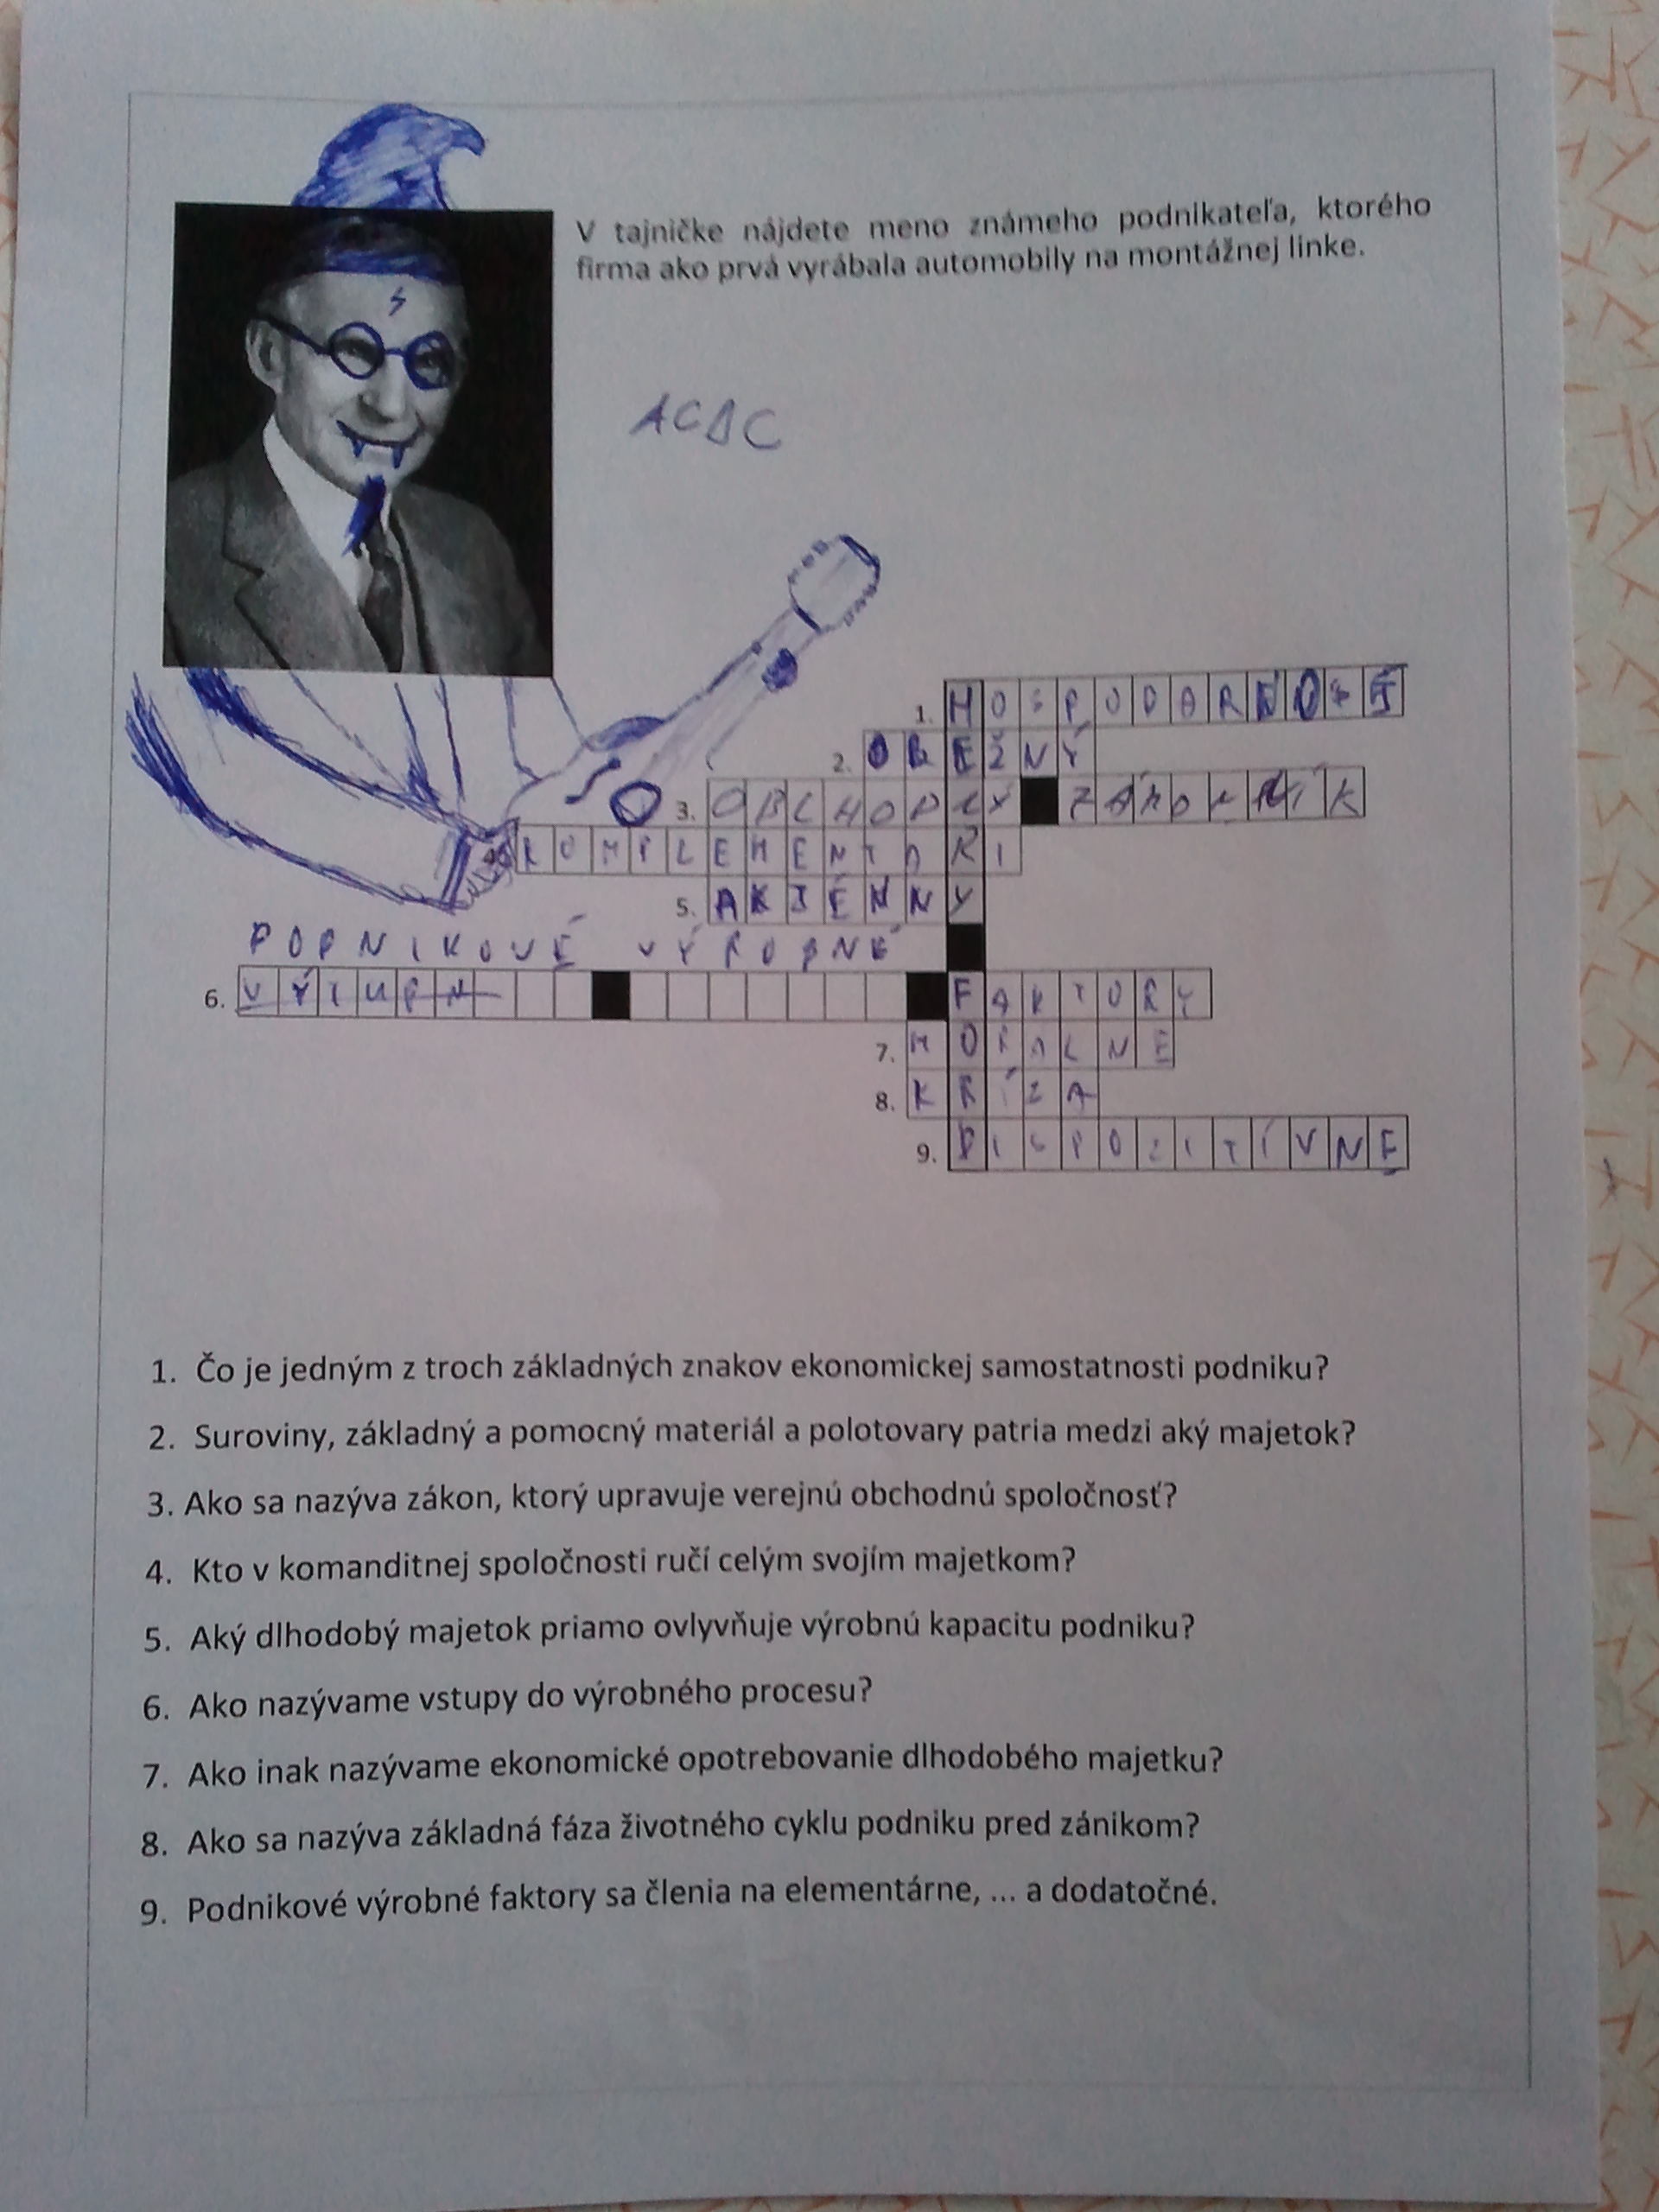 V tajničke nájdete meno známeho podnikateľa, ktorého
firma ako prvá vyrábala automobily na montážnej linke.
ACDC
1. HOSPODARNOSŤ
2. OBEŽNÝ
3. OBCHODNÝ ZÁKONNÍK
4. KOMPLEMENTARI
5. AKTÉNNY
PODNIKOVÉ VÝROBNÉ
6. VÝTUPN FAKTORY
7. MORALNE
8. KRÍZA
9. DISPOZITÍVNE
1. Čo je jedným z troch základných znakov ekonomickej samostatnosti podniku?
2. Suroviny, základný a pomocný materiál a polotovary patria medzi aký majetok?
3. Ako sa nazýva zákon, ktorý upravuje verejnú obchodnú spoločnosť?
4. Kto v komanditnej spoločnosti ručí celým svojím majetkom?
5. Aký dlhodobý majetok priamo ovlyvňuje výrobnú kapacitu podniku?
6. Ako nazývame vstupy do výrobného procesu?
7. Ako inak nazývame ekonomické opotrebovanie dlhodobého majetku?
8. Ako sa nazýva základná fáza životného cyklu podniku pred zánikom?
9. Podnikové výrobné faktory sa členia na elementárne, ... a dodatočné.